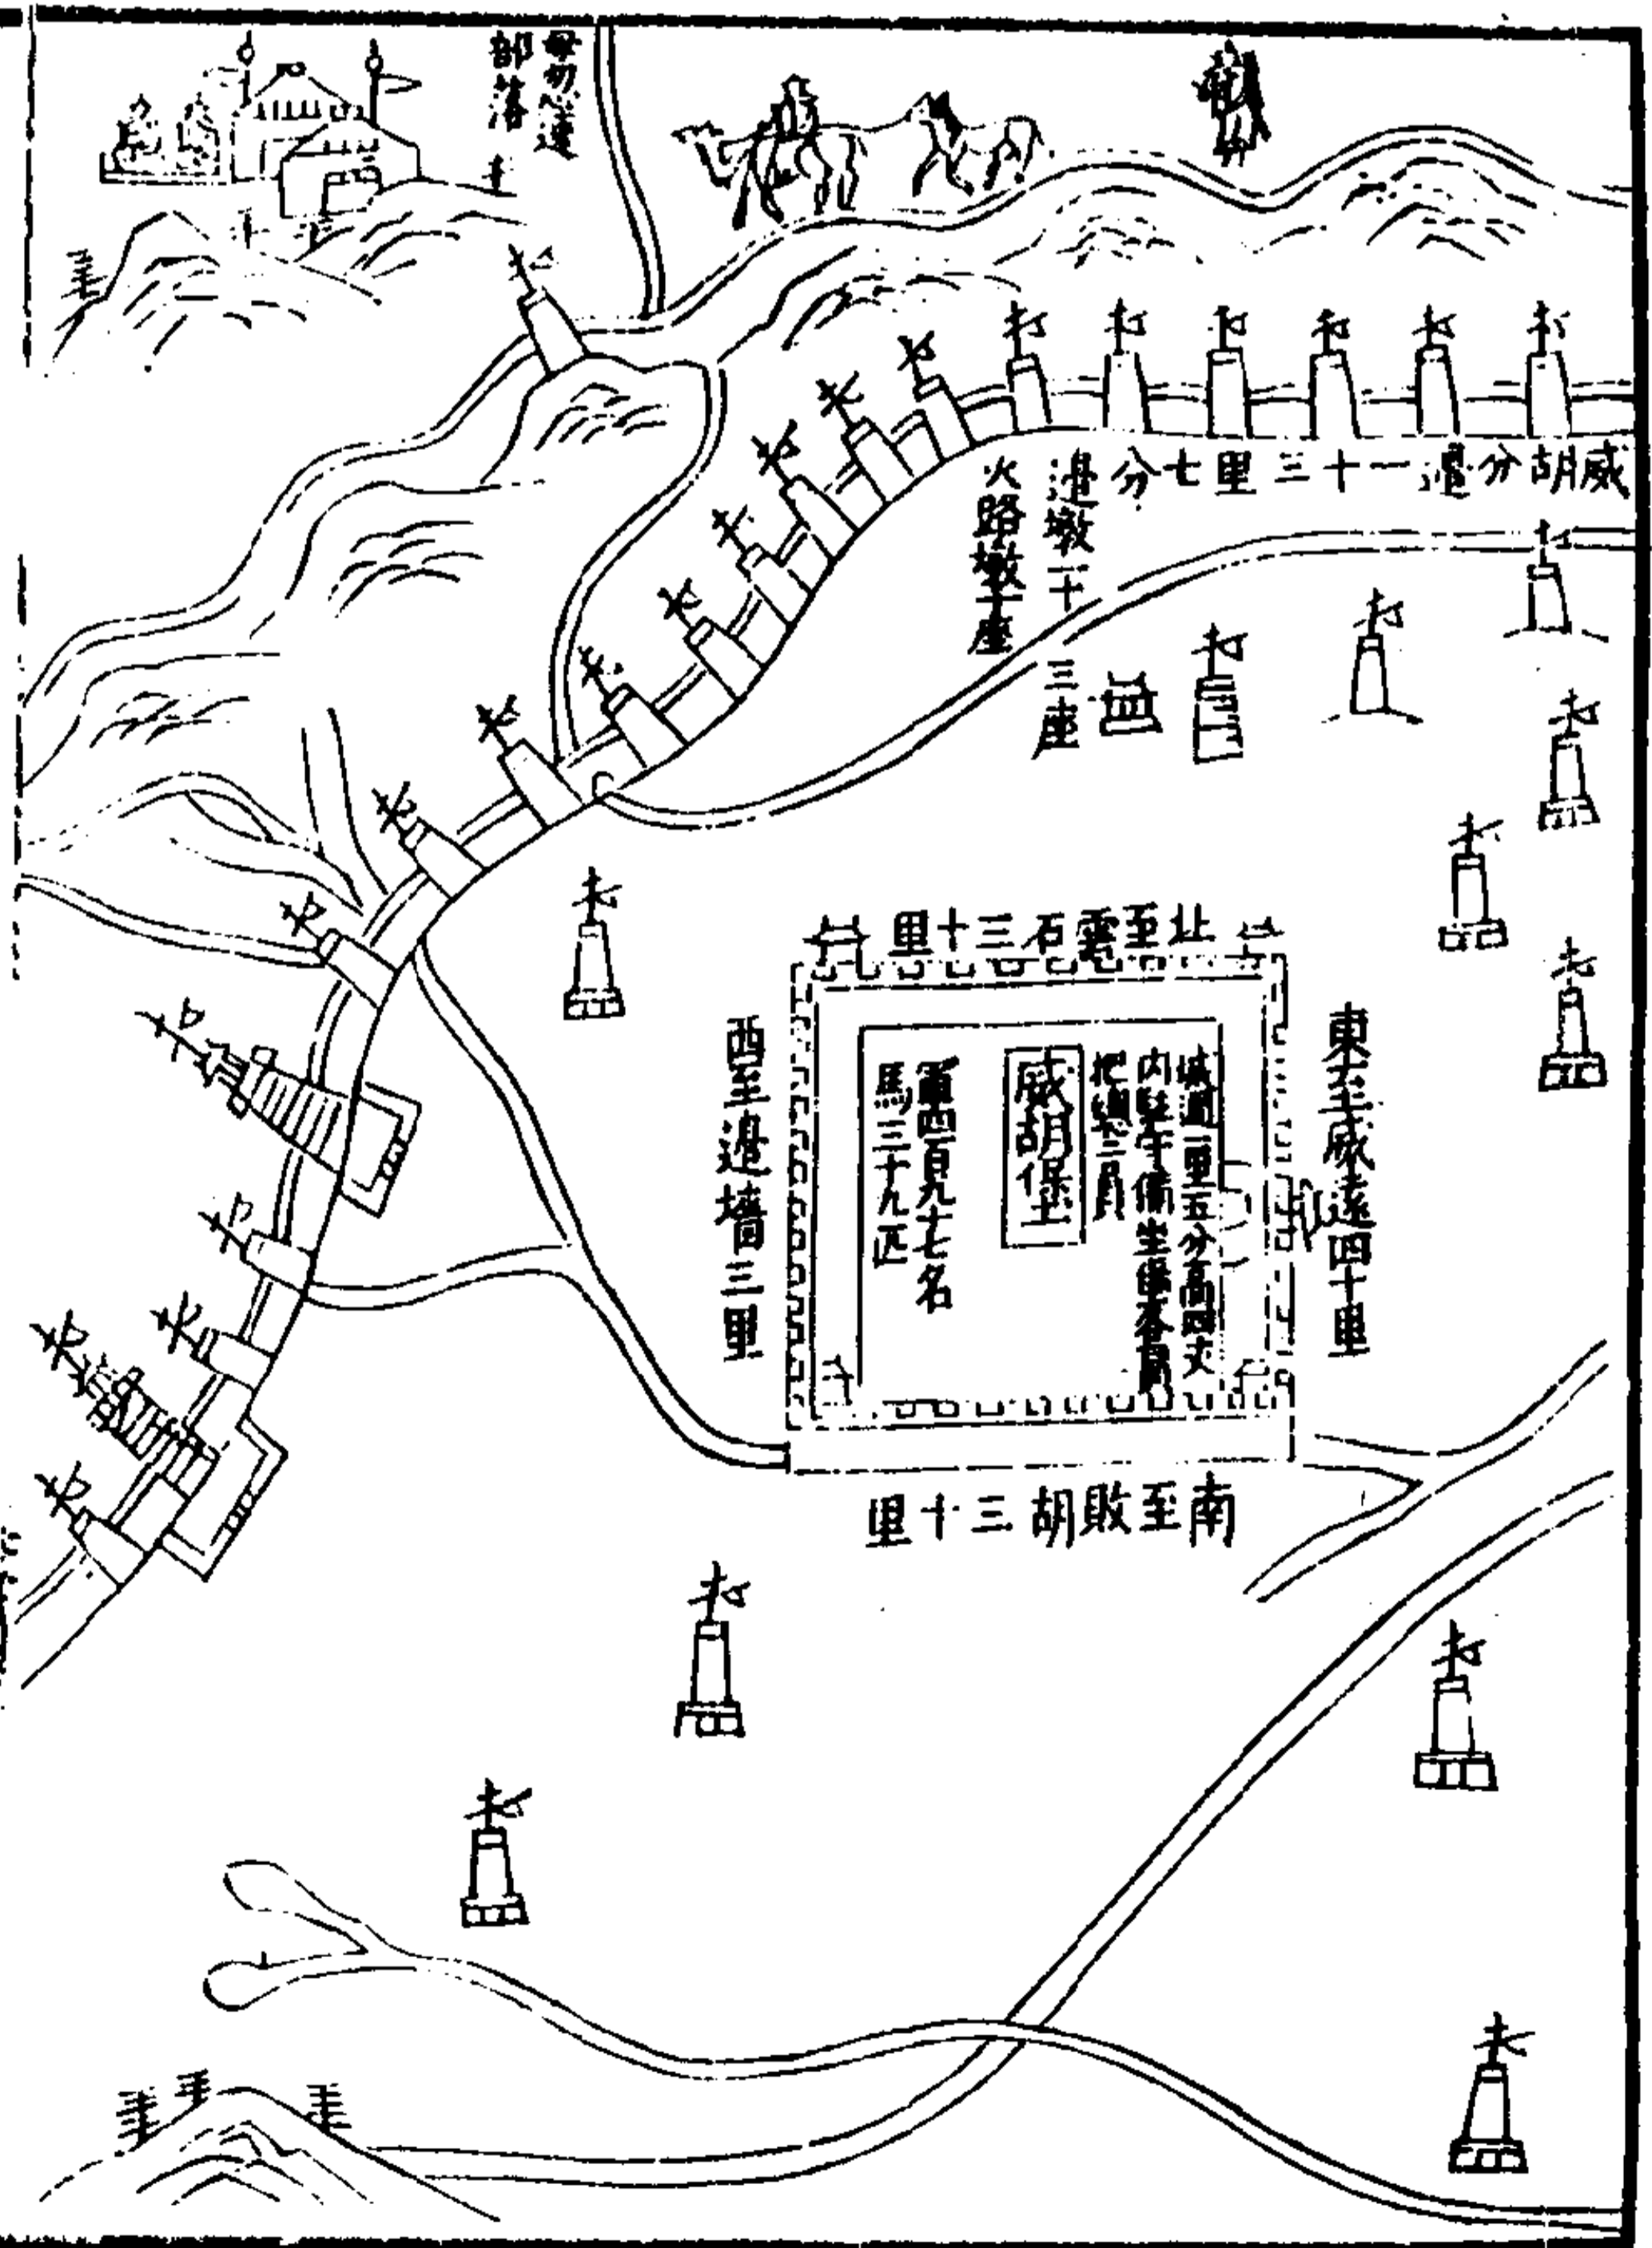 部落
威胡分邊一十三里七分
邊墩二十三座
火路墩十座
北至雲石三十里
東至威遠四十里
城週一里五分高四丈
內駐守備坐堡各一員
把總二員
威胡堡
軍四百九十七名
馬三十九匹
西至邊墻三里
南至敗胡三十里